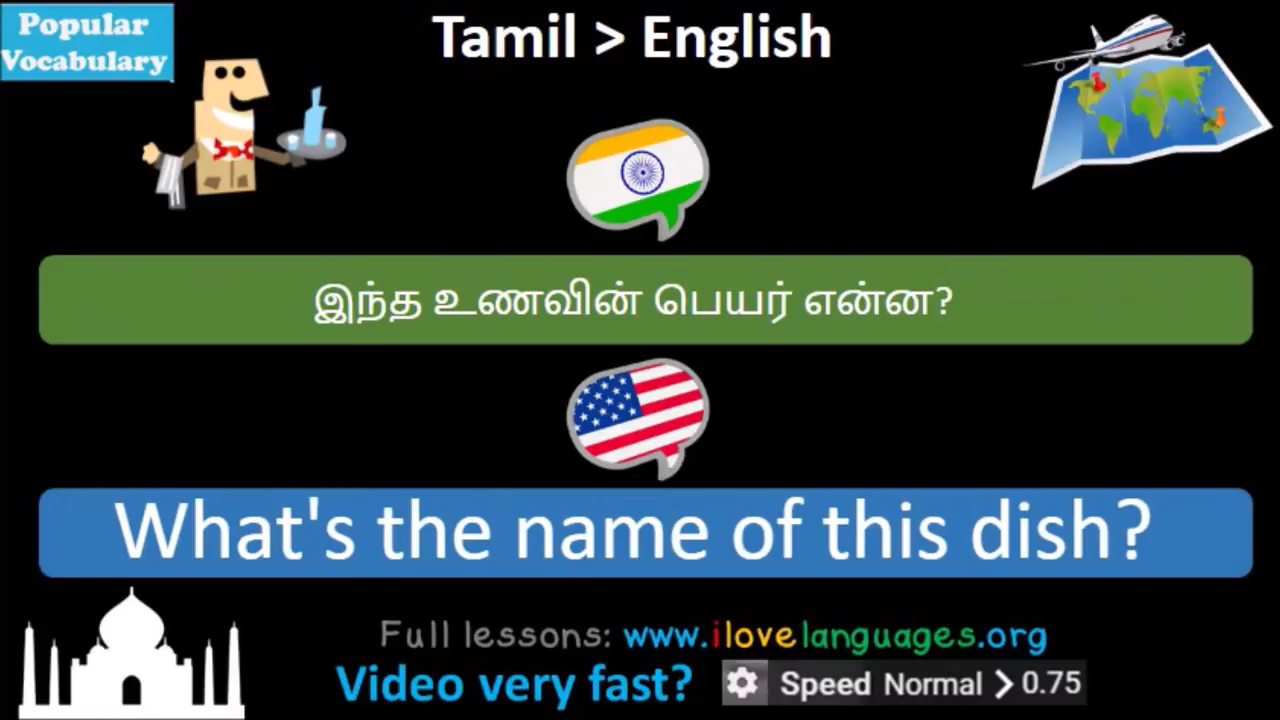 Popular
Vocabulary
Tamil > English
இந்த உணவின் பெயர் என்ன?
What's the name of this dish?
Full lessons: www.ilovelanguages.org
Video very fast? Speed Normal > 0.75